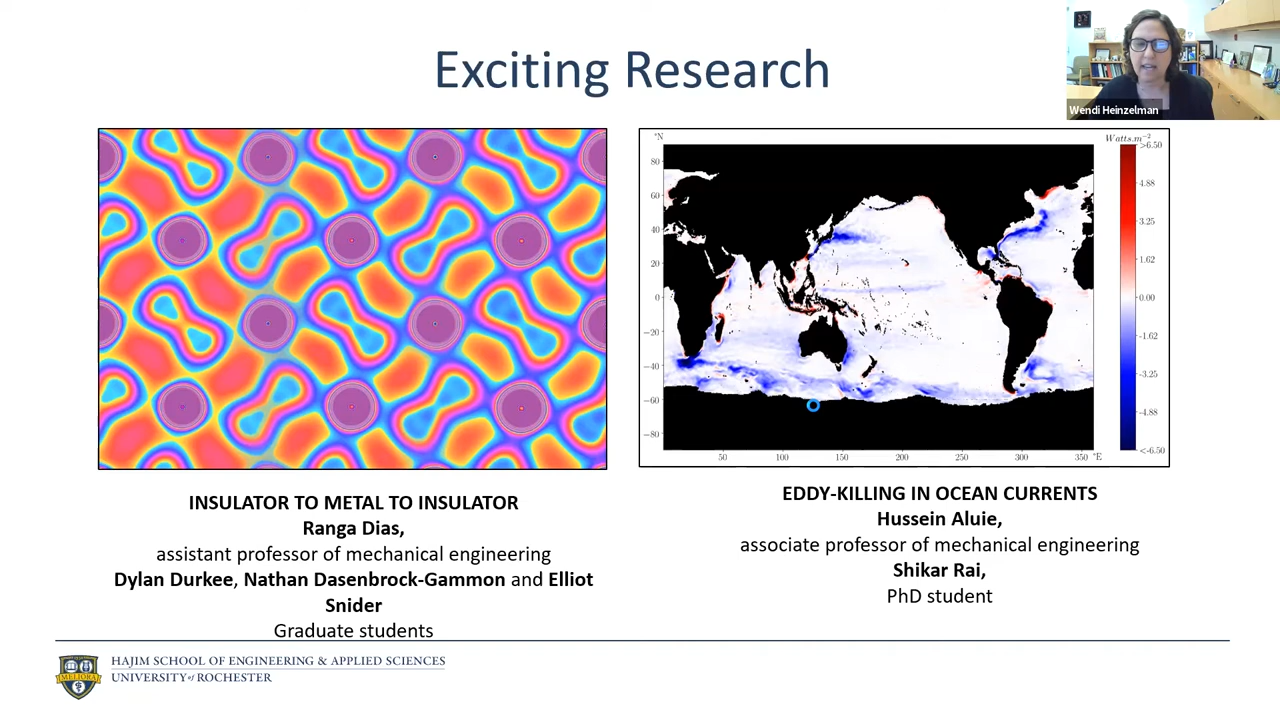 Exciting Research
Wendi Heinzelman
°N
Watts.m⁻²
80
60
40
20
0
−20
−40
−60
−80
50
100
150
200
250
300
350
°E
>6.50
4.88
3.25
1.62
0.00
−1.62
−3.25
−4.88
<-6.50
INSULATOR TO METAL TO INSULATOR
Ranga Dias,
assistant professor of mechanical engineering
Dylan Durkee, Nathan Dasenbrock-Gammon and Elliot
Snider
Graduate students
EDDY-KILLING IN OCEAN CURRENTS
Hussein Aluie,
associate professor of mechanical engineering
Shikar Rai,
PhD student
MELIORA
HAJIM SCHOOL OF ENGINEERING & APPLIED SCIENCES
UNIVERSITY of ROCHESTER